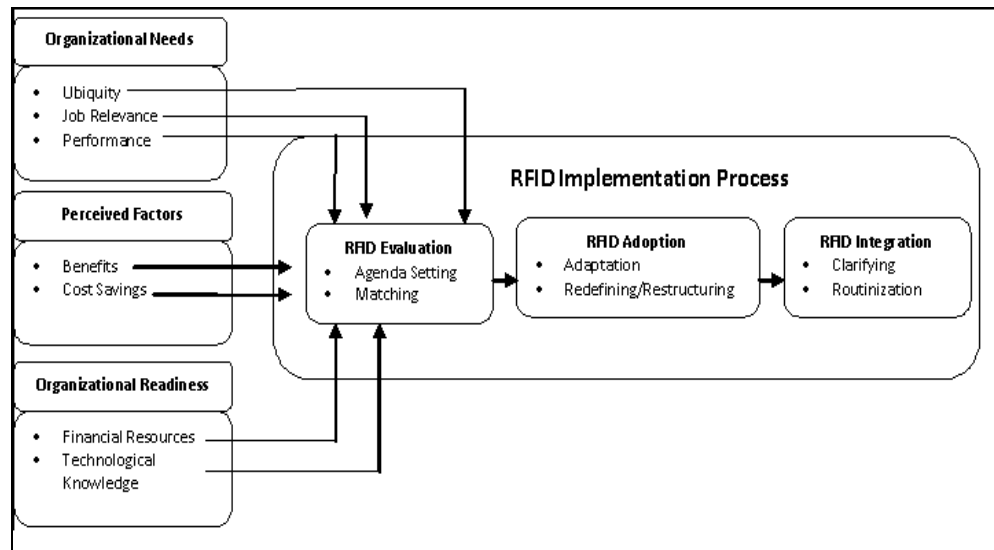 Organizational Needs
• Ubiquity
• Job Relevance
• Performance
Perceived Factors
• Benefits
• Cost Savings
Organizational Readiness
• Financial Resources
• Technological
Knowledge
RFID Implementation Process
RFID Evaluation
• Agenda Setting
• Matching
RFID Adoption
• Adaptation
• Redefining/Restructuring
RFID Integration
• Clarifying
• Routinization